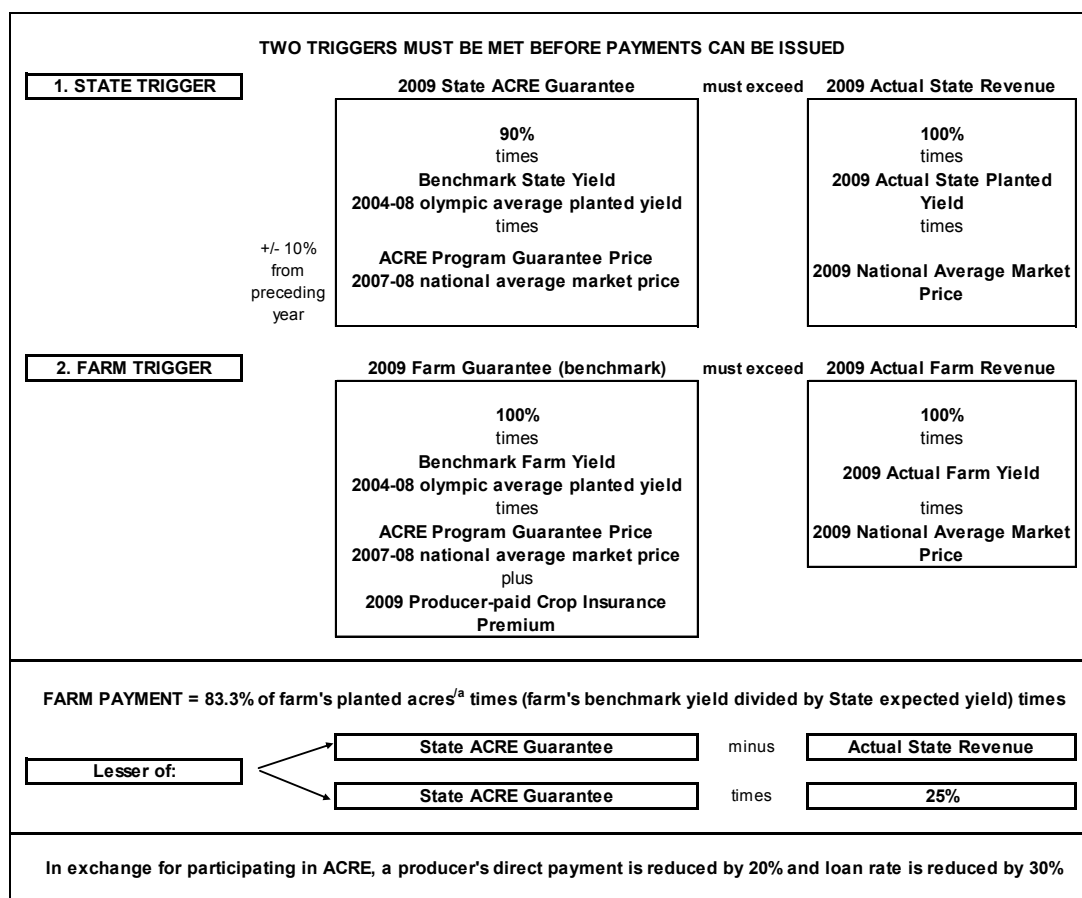 TWO TRIGGERS MUST BE MET BEFORE PAYMENTS CAN BE ISSUED
1. STATE TRIGGER
2009 State ACRE Guarantee
must exceed
2009 Actual State Revenue
+/- 10%
from
preceding
year
90%
times
Benchmark State Yield
2004-08 olympic average planted yield
times
ACRE Program Guarantee Price
2007-08 national average market price
100%
times
2009 Actual State Planted
Yield
times
2009 National Average Market
Price
2. FARM TRIGGER
2009 Farm Guarantee (benchmark)
must exceed
2009 Actual Farm Revenue
100%
times
Benchmark Farm Yield
2004-08 olympic average planted yield
times
ACRE Program Guarantee Price
2007-08 national average market price
plus
2009 Producer-paid Crop Insurance
Premium
100%
times
2009 Actual Farm Yield
times
2009 National Average Market
Price
FARM PAYMENT = 83.3% of farm's planted acres/a times (farm's benchmark yield divided by State expected yield) times
Lesser of:
State ACRE Guarantee
minus
Actual State Revenue
State ACRE Guarantee
times
25%
In exchange for participating in ACRE, a producer's direct payment is reduced by 20% and loan rate is reduced by 30%